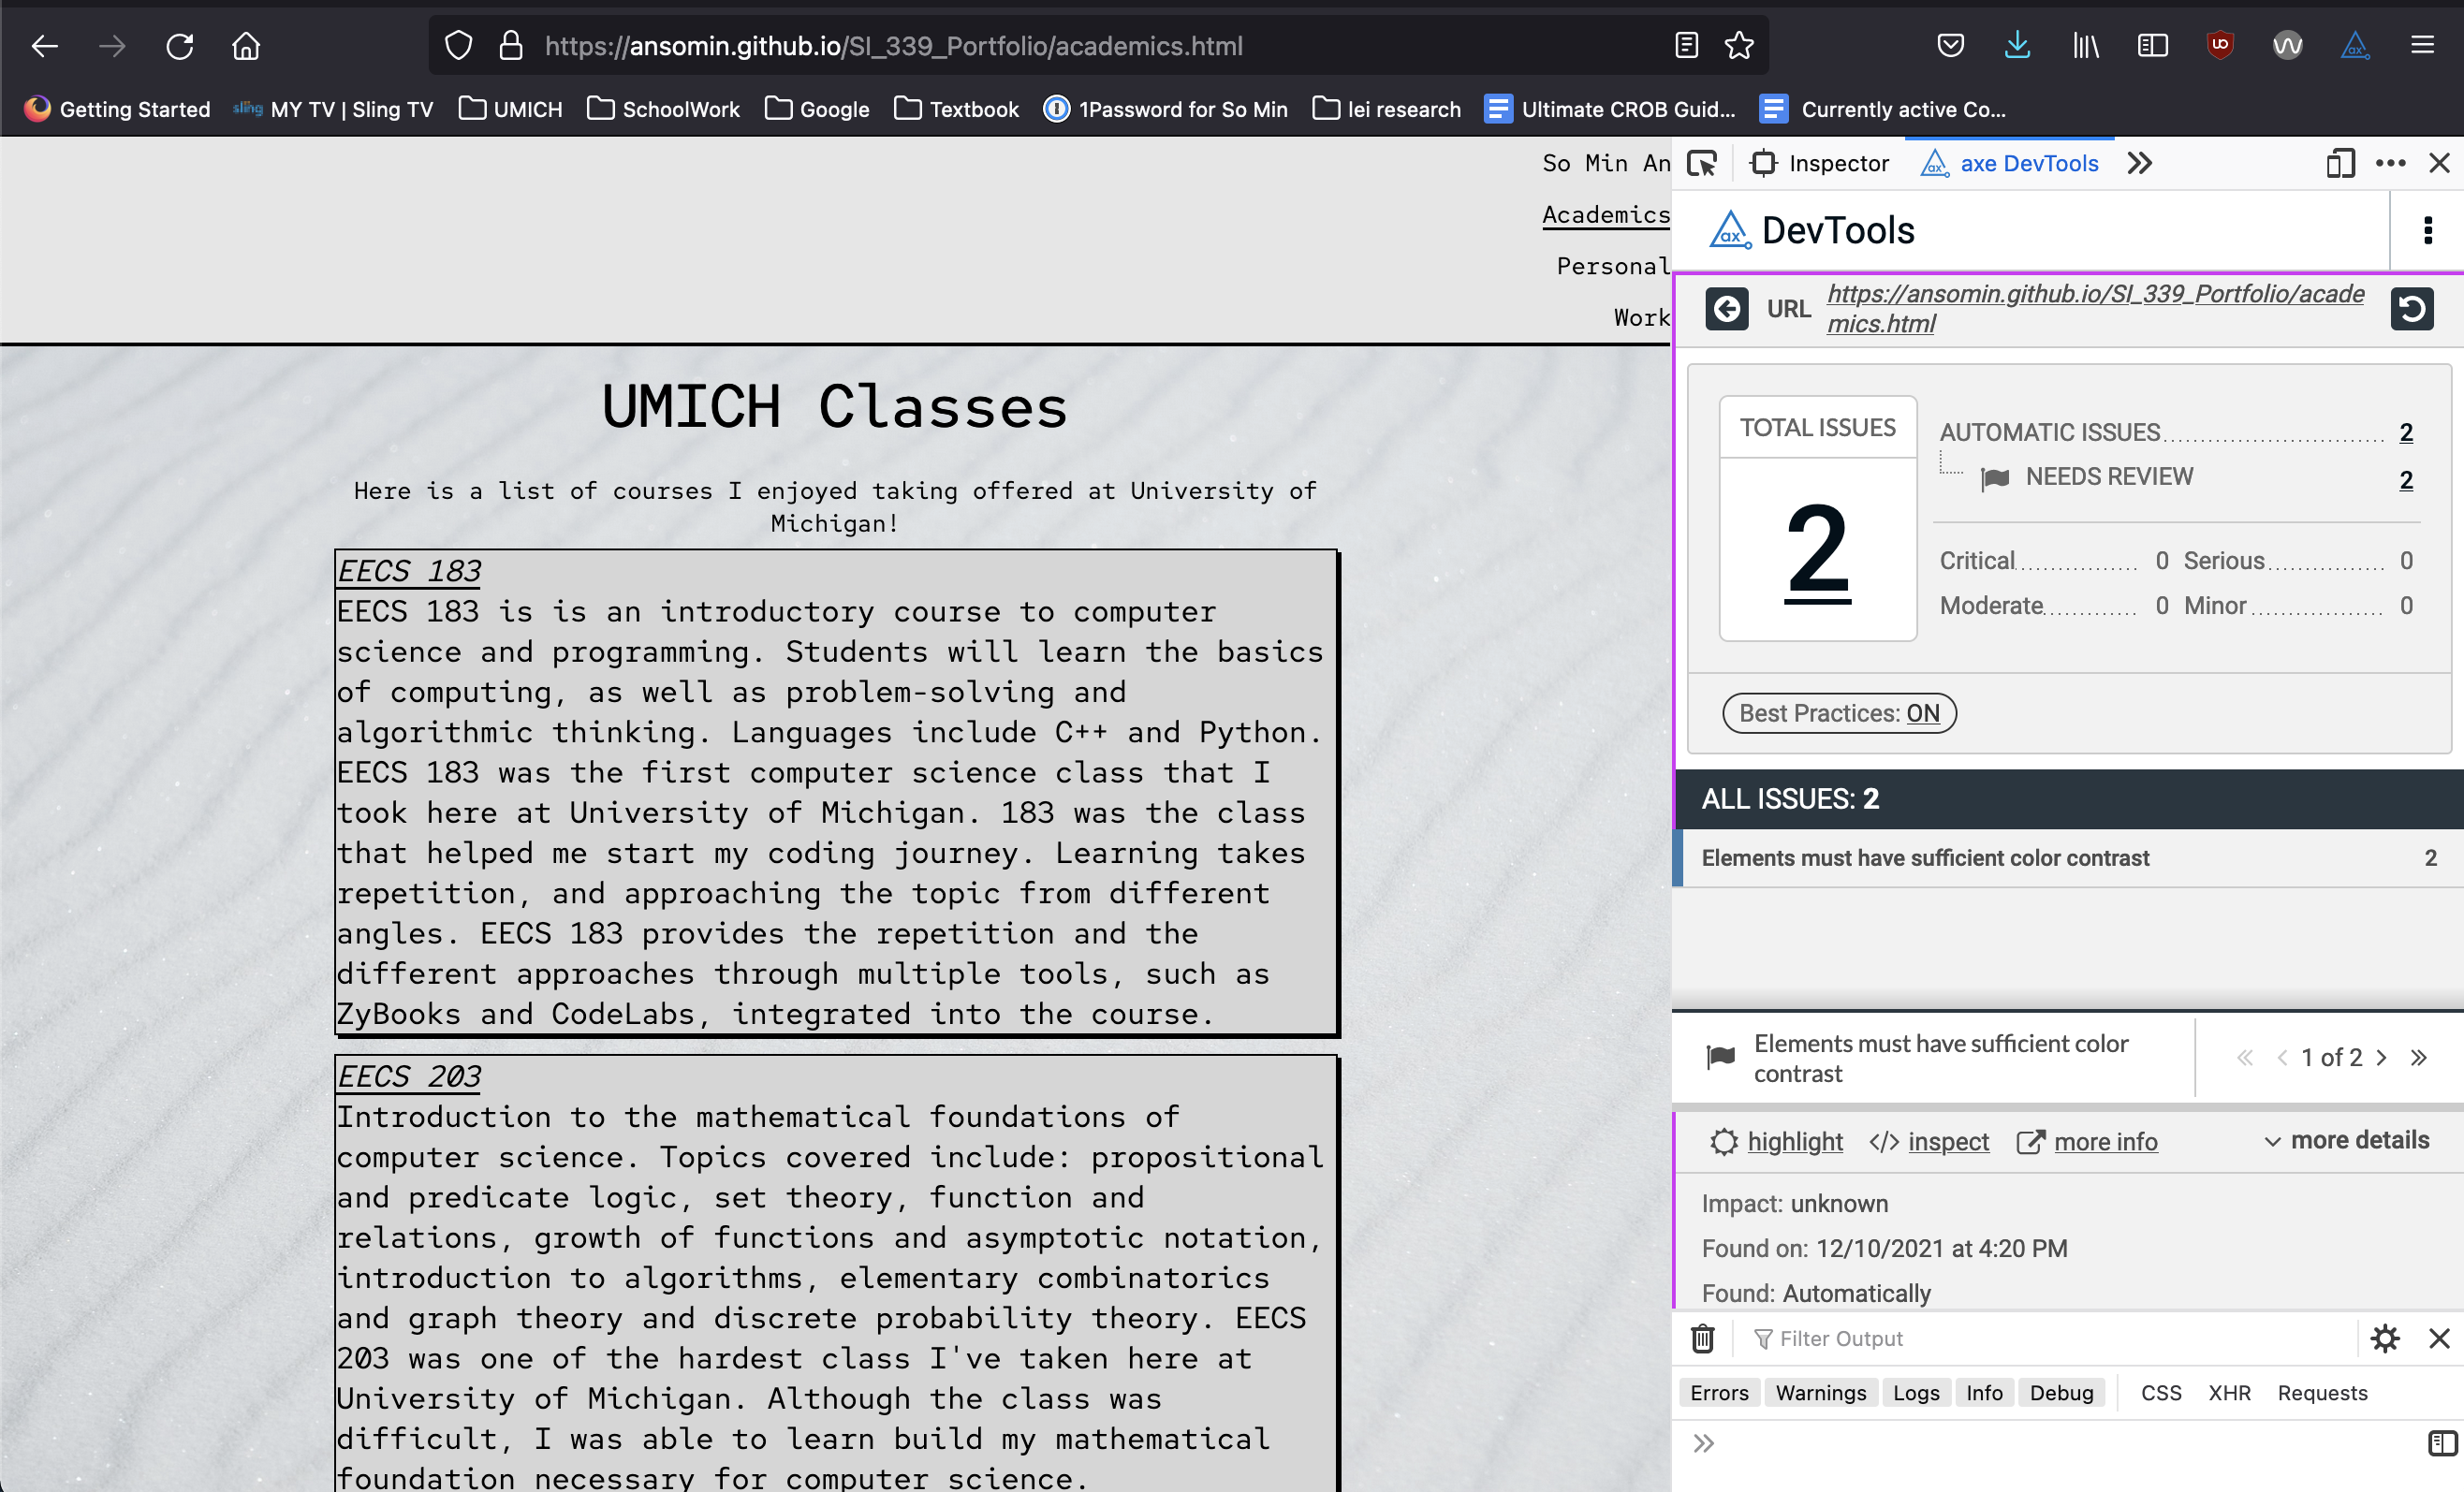 https://ansomin.github.io/SI_339_Portfolio/academics.html
Getting Started
sling MY TV | Sling TV
UMICH
SchoolWork
Google
Textbook
1Password for So Min
lei research
Ultimate CROB Guid...
Currently active Co...
So Min An
Academics
Personal
Work
UMICH Classes
Here is a list of courses I enjoyed taking offered at University of
Michigan!
EECS 183
EECS 183 is is an introductory course to computer
science and programming. Students will learn the basics
of computing, as well as problem-solving and
algorithmic thinking. Languages include C++ and Python.
EECS 183 was the first computer science class that I
took here at University of Michigan. 183 was the class
that helped me start my coding journey. Learning takes
repetition, and approaching the topic from different
angles. EECS 183 provides the repetition and the
different approaches through multiple tools, such as
ZyBooks and CodeLabs, integrated into the course.
EECS 203
Introduction to the mathematical foundations of
computer science. Topics covered include: propositional
and predicate logic, set theory, function and
relations, growth of functions and asymptotic notation,
introduction to algorithms, elementary combinatorics
and graph theory and discrete probability theory. EECS
203 was one of the hardest class I've taken here at
University of Michigan. Although the class was
difficult, I was able to learn build my mathematical
foundation necessary for computer science.
Inspector
ax axe DevTools
ax DevTools
URL
https://ansomin.github.io/SI_339_Portfolio/acade
mics.html
TOTAL ISSUES
2
AUTOMATIC ISSUES 2
NEEDS REVIEW 2
Critical 0 Serious 0
Moderate 0 Minor 0
Best Practices: ON
ALL ISSUES: 2
Elements must have sufficient color contrast 2
Elements must have sufficient color
contrast
1 of 2
highlight </> inspect more info more details
Impact: unknown
Found on: 12/10/2021 at 4:20 PM
Found: Automatically
Filter Output
Errors Warnings Logs Info Debug CSS XHR Requests